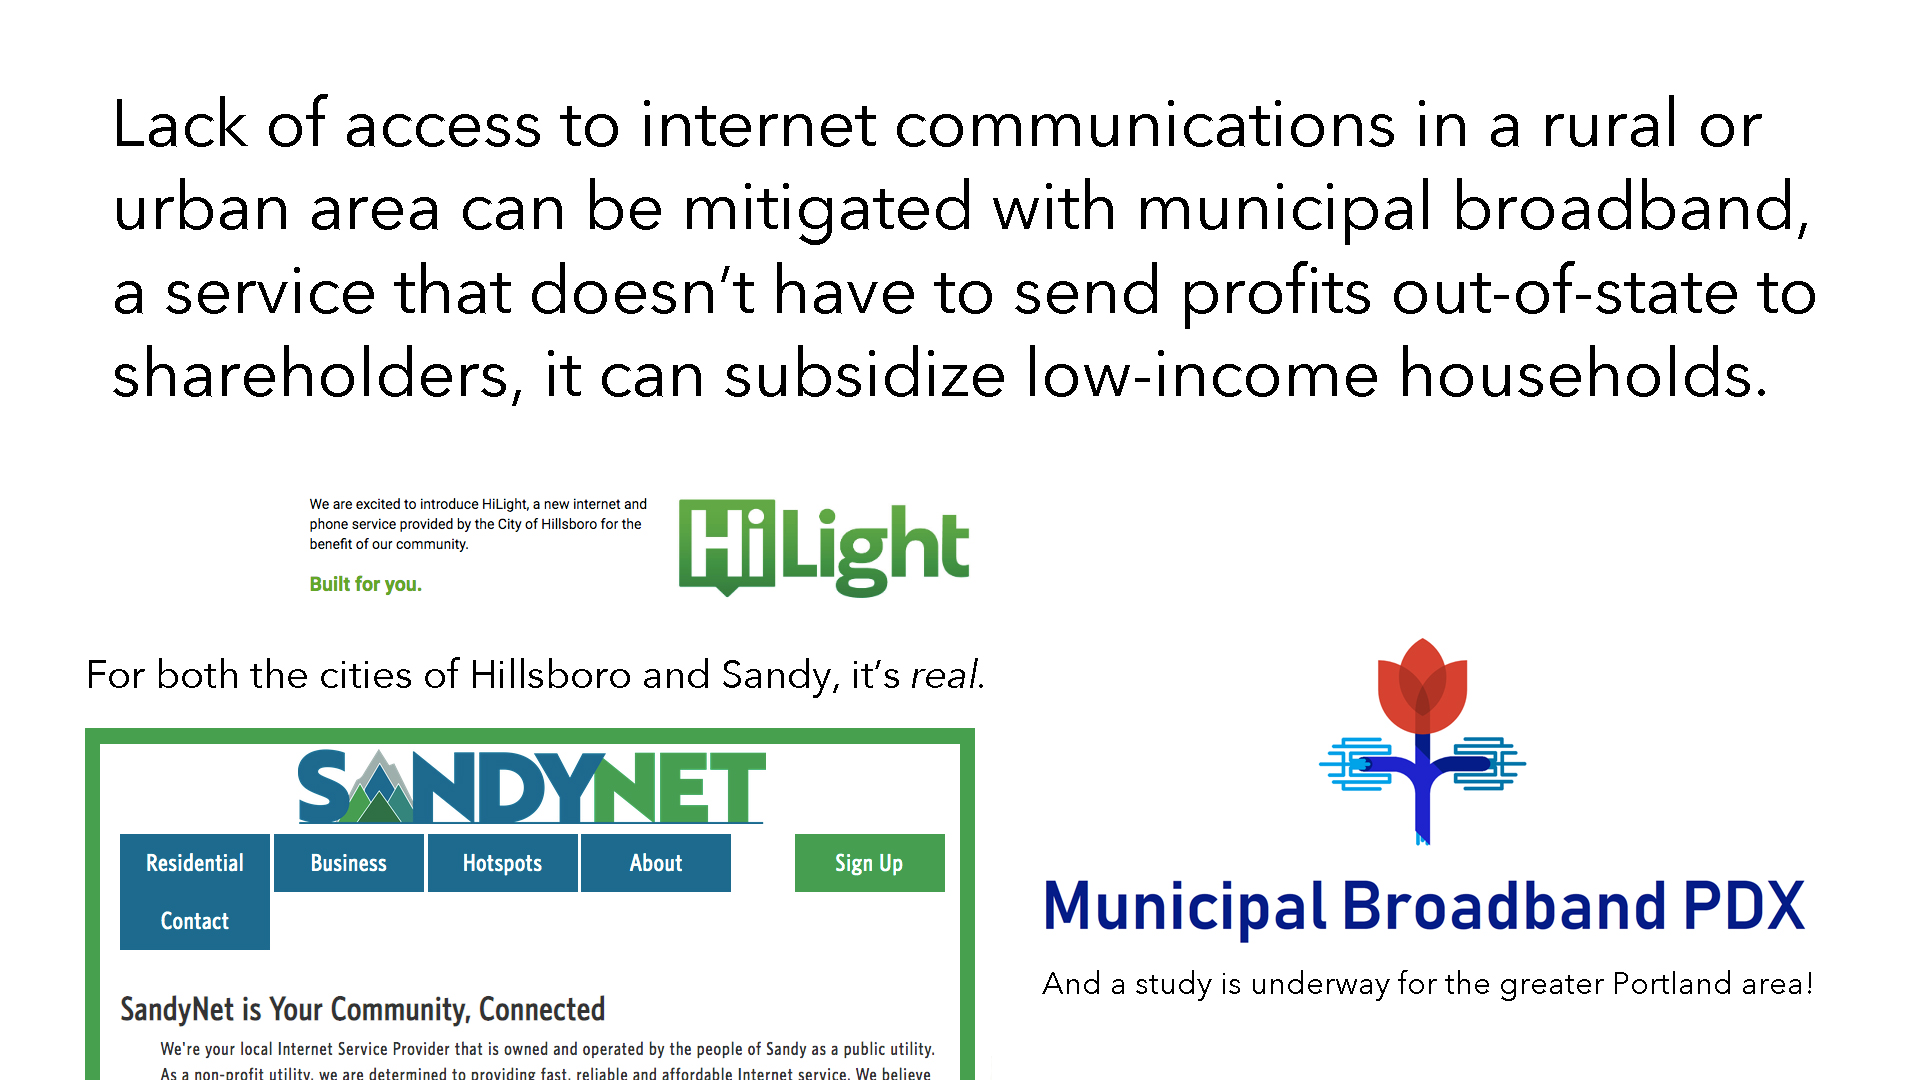 Lack of access to internet communications in a rural or
urban area can be mitigated with municipal broadband,
a service that doesn’t have to send profits out-of-state to
shareholders, it can subsidize low-income households.
We are excited to introduce HiLight, a new internet and
phone service provided by the City of Hillsboro for the
benefit of our community.
Built for you.
HiLight
For both the cities of Hillsboro and Sandy, it’s real.
SANDYNET
Residential
Business
Hotspots
About
Sign Up
Contact
SandyNet is Your Community, Connected
We're your local Internet Service Provider that is owned and operated by the people of Sandy as a public utility.
As a non-profit utility, we are determined to providing fast, reliable and affordable Internet service. We believe
Municipal Broadband PDX
And a study is underway for the greater Portland area!